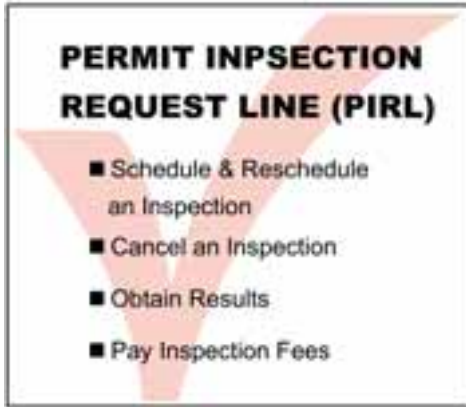 PERMIT INPSECTION
REQUEST LINE (PIRL)
■ Schedule & Reschedule
an Inspection
■ Cancel an Inspection
■ Obtain Results
■ Pay Inspection Fees